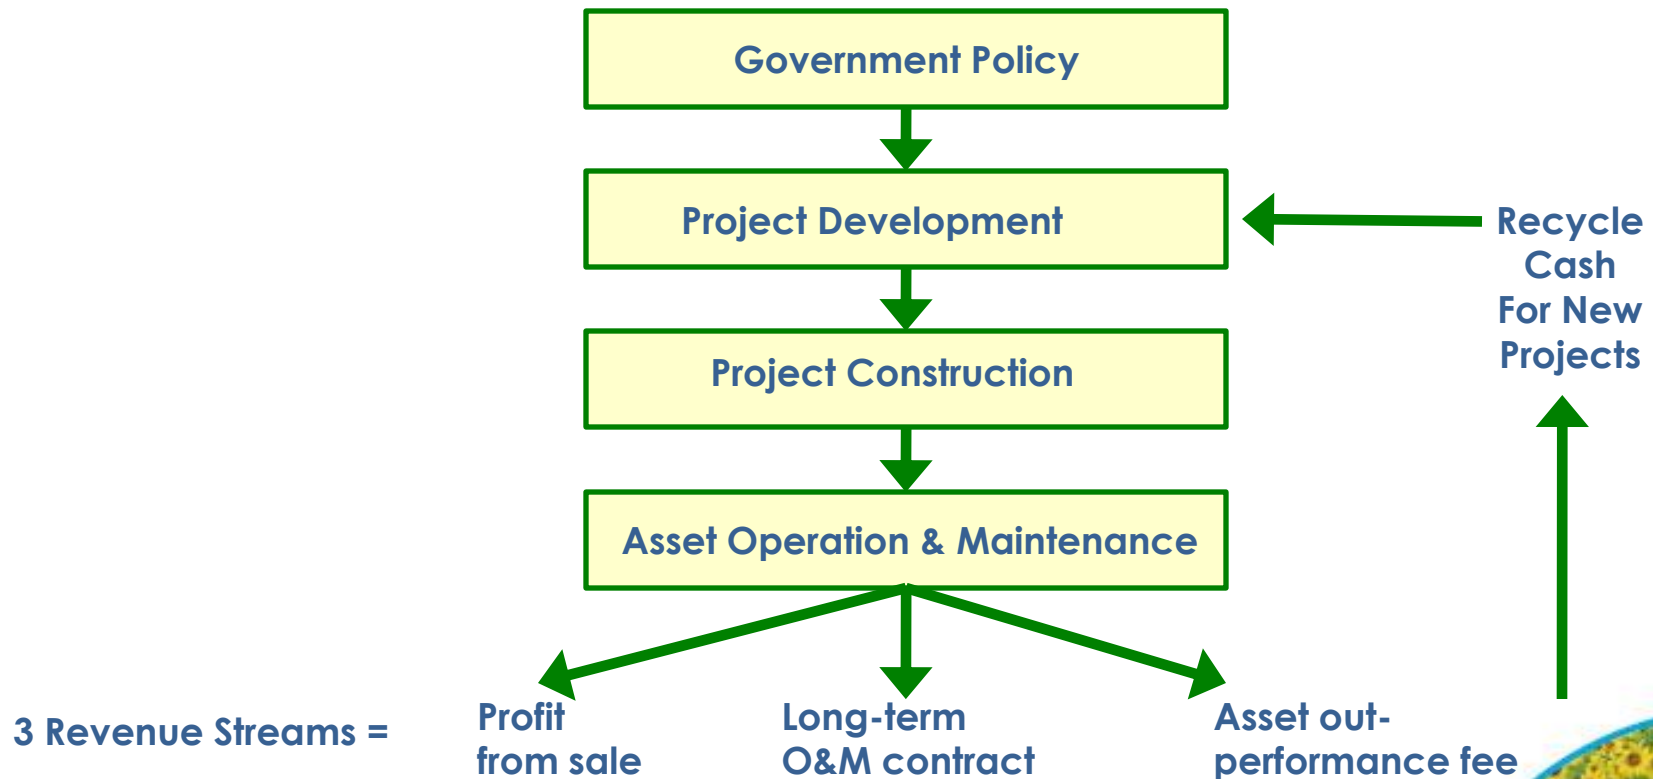 Government Policy
Project Development
Recycle
Cash
For New
Projects
Project Construction
Asset Operation & Maintenance
3 Revenue Streams =
Profit
from sale
Long-term
O&M contract
Asset out-
performance fee